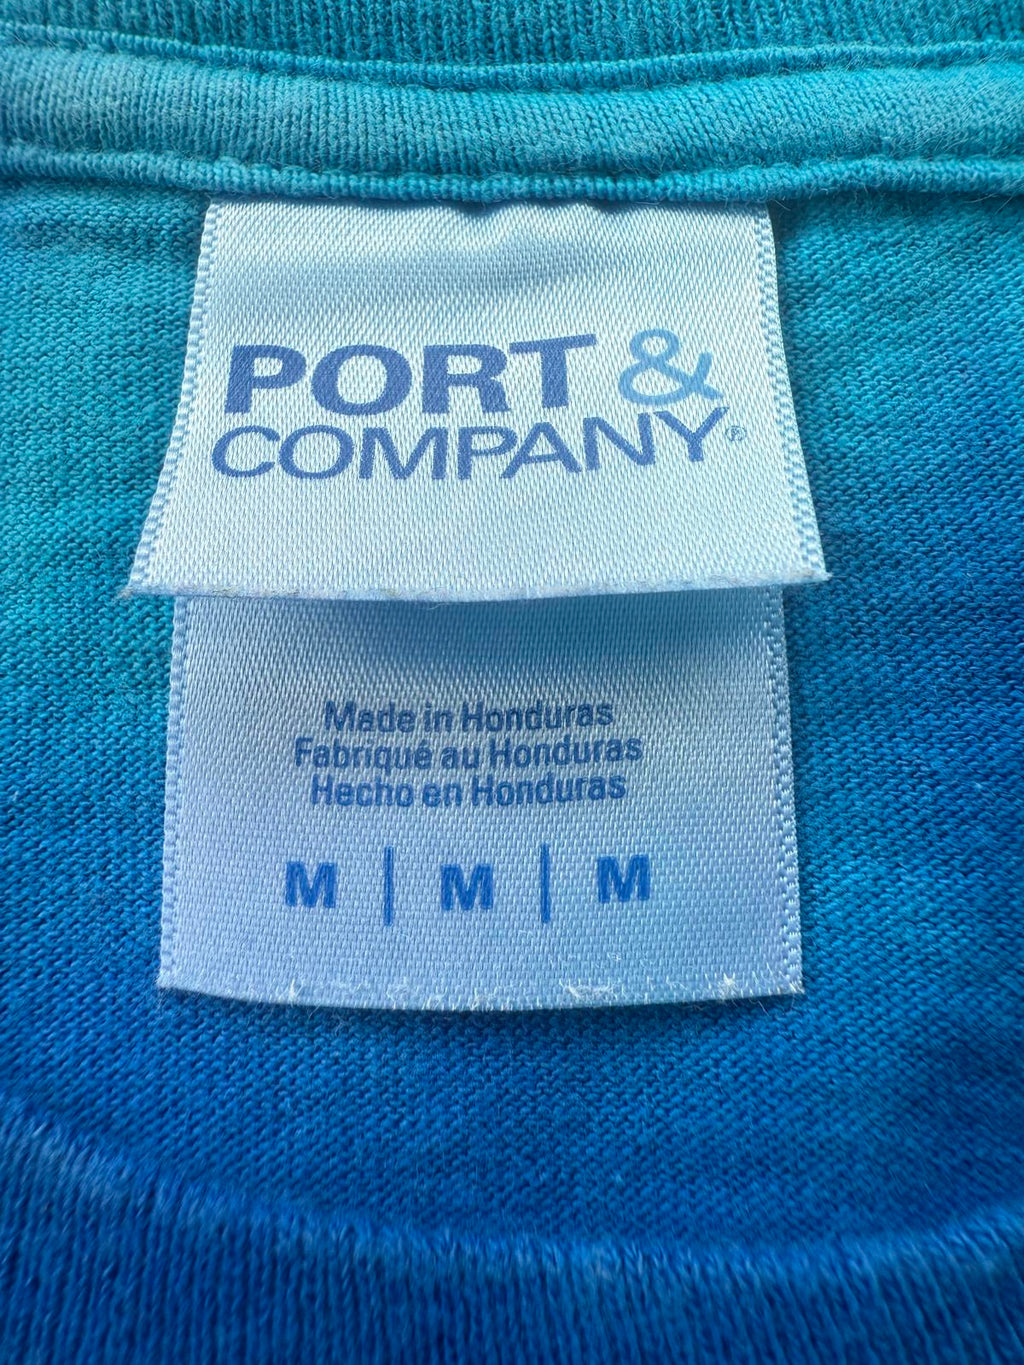 PORT &
COMPANY®
Made in Honduras
Fabriqué au Honduras
Hecho en Honduras
M | M | M